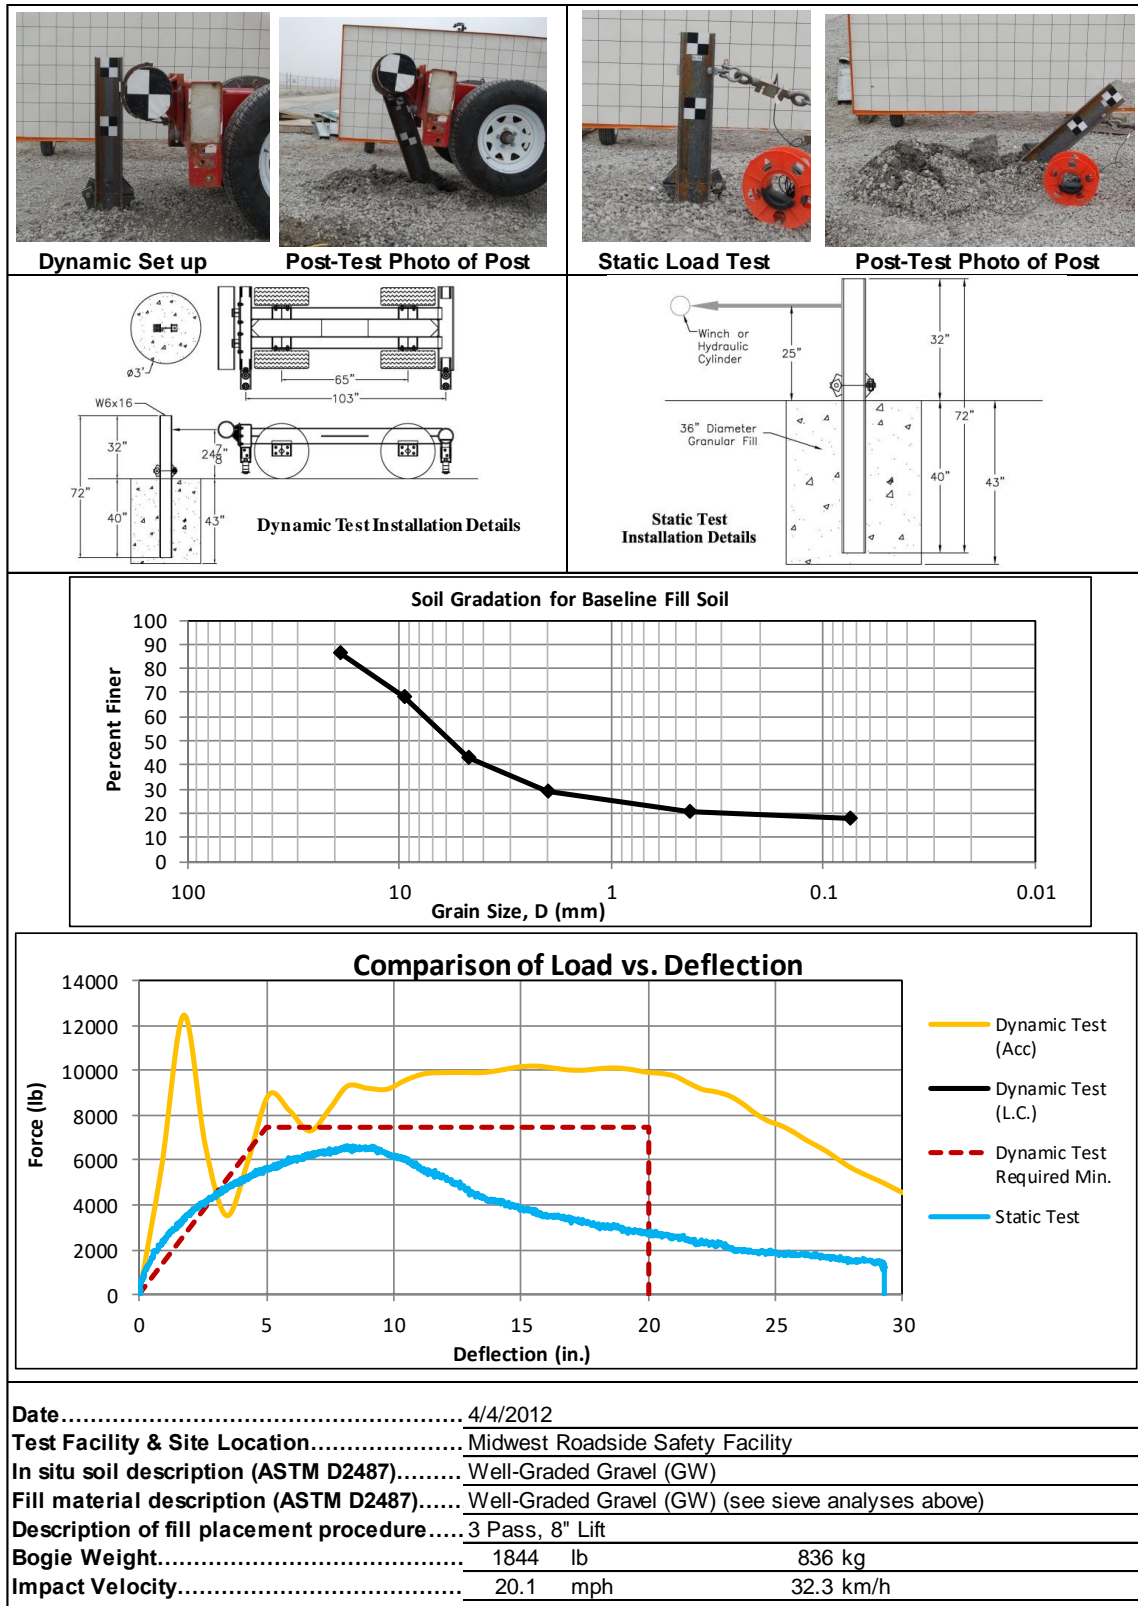 Dynamic Set up
Post-Test Photo of Post
Static Load Test
Post-Test Photo of Post
ø3'
65"
103"
W6x16
32"
72"
40"
43"
24 7/8"
Dynamic Test Installation Details
Winch or
Hydraulic
Cylinder
25"
32"
72"
36" Diameter
Granular Fill
40"
43"
Static Test
Installation Details
Soil Gradation for Baseline Fill Soil
Percent Finer
100
90
80
70
60
50
40
30
20
10
0
100 10 1 0.1 0.01
Grain Size, D (mm)
Comparison of Load vs. Deflection
Force (lb)
14000
12000
10000
8000
6000
4000
2000
0
0 5 10 15 20 25 30
Deflection (in.)
Dynamic Test
(Acc)
Dynamic Test
(L.C.)
Dynamic Test
Required Min.
Static Test
Date.................................................... 4/4/2012
Test Facility & Site Location.................... Midwest Roadside Safety Facility
In situ soil description (ASTM D2487)........ Well-Graded Gravel (GW)
Fill material description (ASTM D2487)...... Well-Graded Gravel (GW) (see sieve analyses above)
Description of fill placement procedure..... 3 Pass, 8" Lift
Bogie Weight........................................ 1844 lb 836 kg
Impact Velocity..................................... 20.1 mph 32.3 km/h